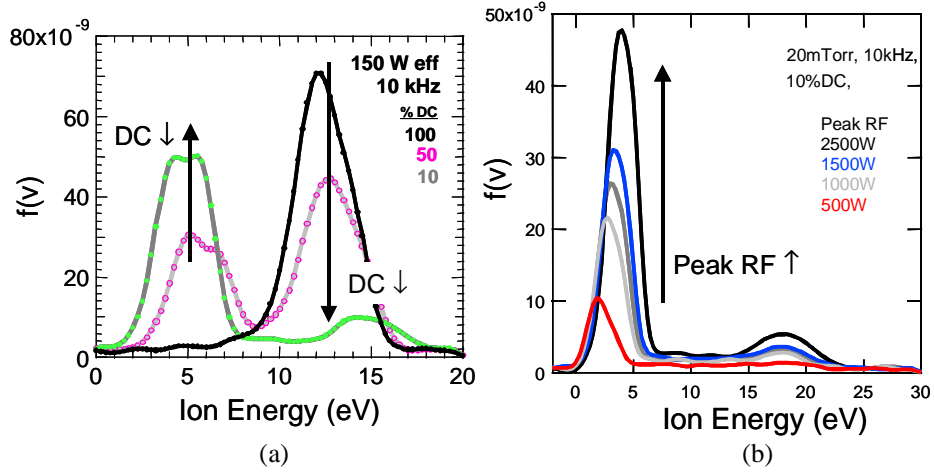 80x10-9
60
40
20
0
f(v)
150 W eff
10 kHz
% DC
100
50
10
DC ↓
DC ↓
0
5
10
15
20
Ion Energy (eV)
(a)
50x10-9
40
30
20
10
0
f(v)
20mTorr, 10kHz,
10%DC,
Peak RF
2500W
1500W
1000W
500W
Peak RF ↑
0
5
10
15
20
25
30
Ion Energy (eV)
(b)